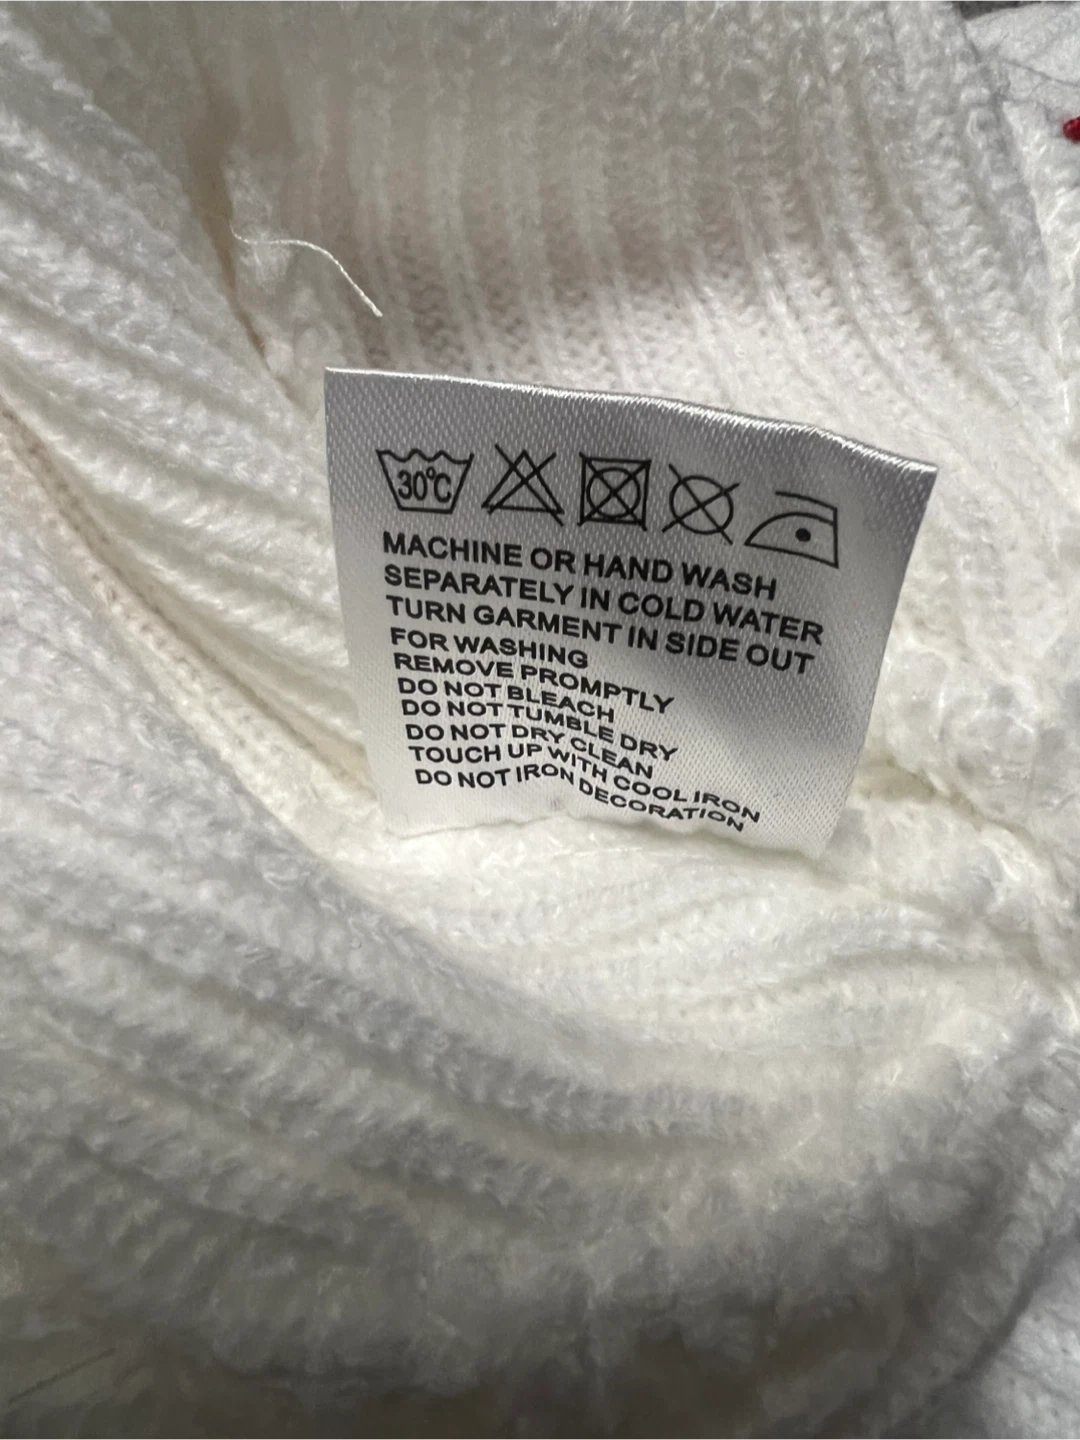 30°C
MACHINE OR HAND WASH
SEPARATELY IN COLD WATER
TURN GARMENT IN SIDE OUT
FOR WASHING
REMOVE PROMPTLY
DO NOT BLEACH
DO NOT TUMBLE DRY
DO NOT DRY CLEAN
TOUCH UP WITH COOL IRON
DO NOT IRON DECORATION